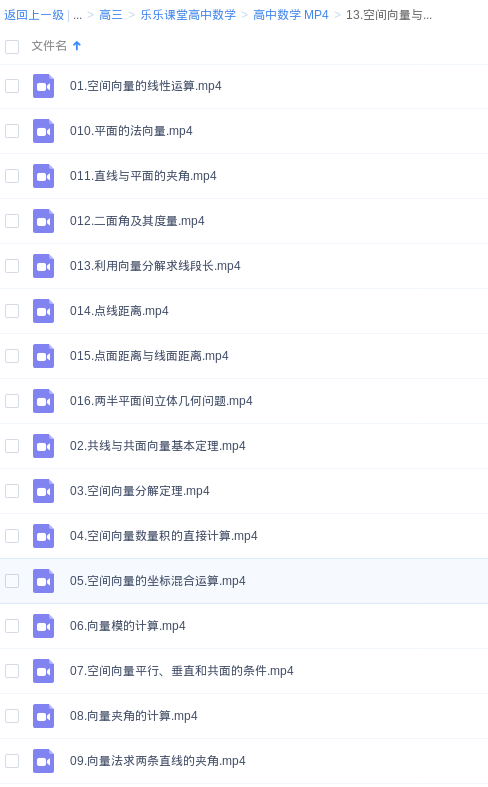 返回上一级 | ... > 高三 > 乐乐课堂高中数学 > 高中数学 MP4 > 13.空间向量与...
文件名
01.空间向量的线性运算.mp4
010.平面的法向量.mp4
011.直线与平面的夹角.mp4
012.二面角及其度量.mp4
013.利用向量分解求线段长.mp4
014.点线距离.mp4
015.点面距离与线面距离.mp4
016.两半平面间立体几何问题.mp4
02.共线与共面向量基本定理.mp4
03.空间向量分解定理.mp4
04.空间向量数量积的直接计算.mp4
05.空间向量的坐标混合运算.mp4
06.向量模的计算.mp4
07.空间向量平行、垂直和共面的条件.mp4
08.向量夹角的计算.mp4
09.向量法求两条直线的夹角.mp4